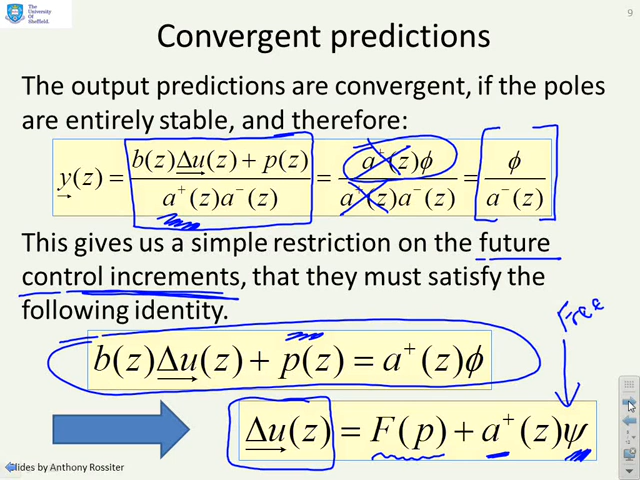 The
University
Of
Sheffield.
9
Convergent predictions
The output predictions are convergent, if the poles
are entirely stable, and therefore:
y(z) = b(z)Δu(z) + p(z) / a⁺(z)a⁻(z) = a⁺(z)ϕ / a⁺(z)a⁻(z) = ϕ / a⁻(z)
This gives us a simple restriction on the future
control increments, that they must satisfy the
following identity.
Free
b(z)Δu(z) + p(z) = a⁺(z)ϕ
Δu(z) = F(p) + a⁺(z)ψ
Slides by Anthony Rossiter